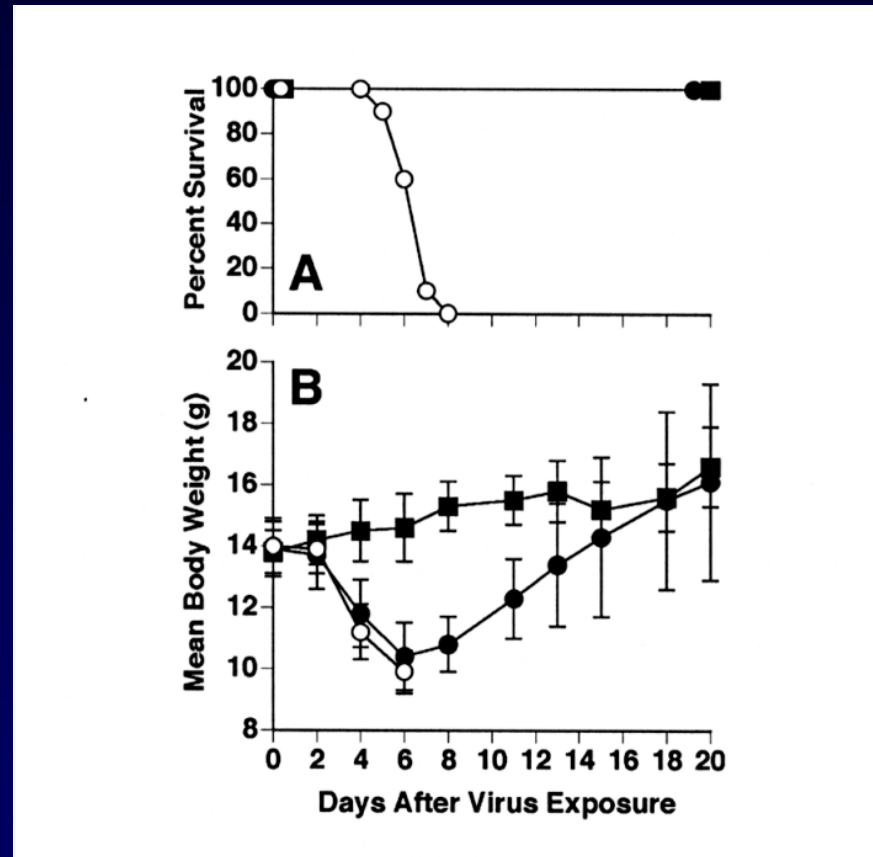 Percent Survival
100
80
60
40
20
0
A
Mean Body Weight (g)
20
18
16
14
12
10
8
B
0 2 4 6 8 10 12 14 16 18 20
Days After Virus Exposure